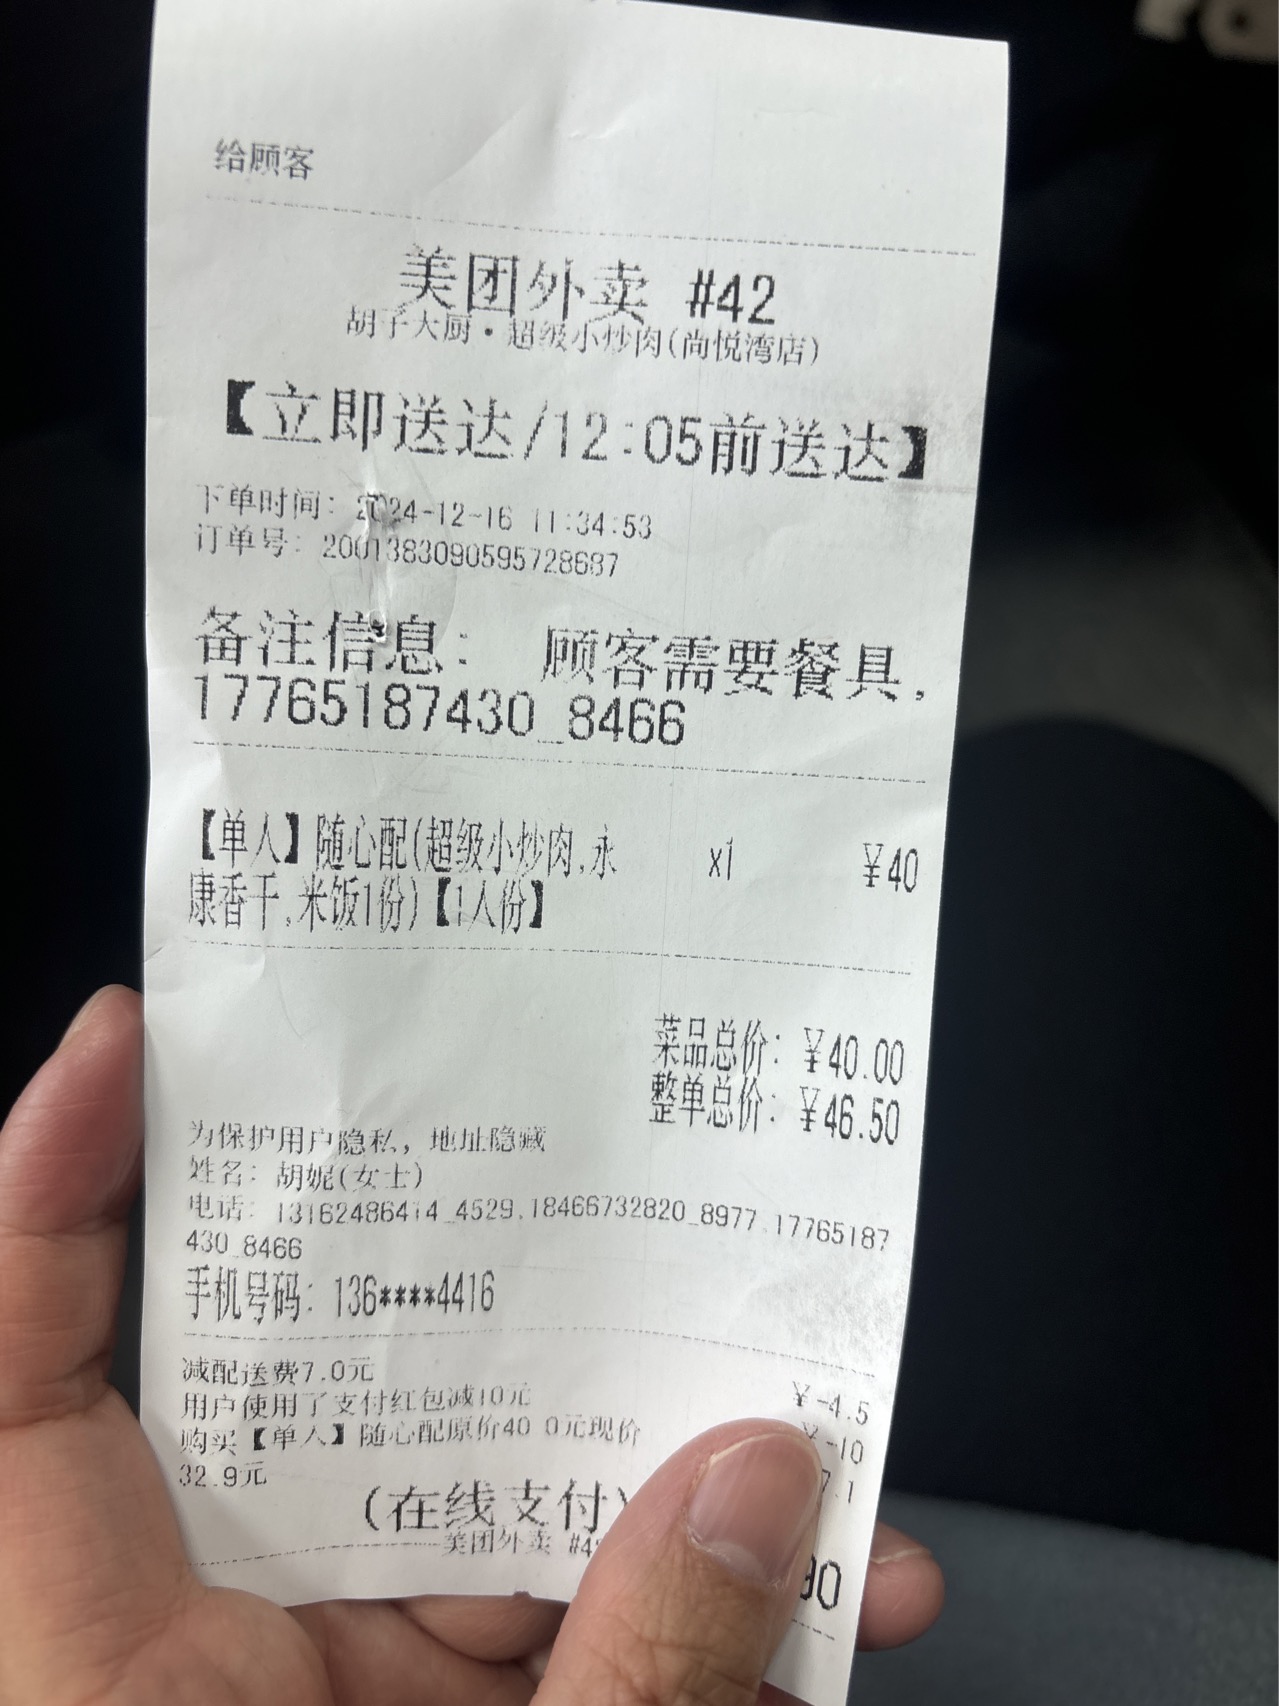 给顾客
美团外卖 #42
胡子大厨·超级小炒肉(尚悦湾店)
【立即送达/12:05前送达】
下单时间: 2024-12-16 11:34:53
订单号: 2001383090595728687
备注信息: 顾客需要餐具,
17765187430_8466
【单人】随心配(超级小炒肉,永 x1 ¥40
康香干,米饭1份)【1人份】
菜品总价: ¥40.00
整单总价: ¥46.50
为保护用户隐私, 地址隐藏
姓名: 胡妮(女士)
电话: 13162486414_4529,18466732820_8977,17765187
430_8466
手机号码: 136****4416
减配送费7.0元 ¥-4.5
用户使用了支付红包减10元 ¥-10
购买【单人】随心配原价40.0元现价 7.1
32.9元
(在线支付)
美团外卖 #4
90